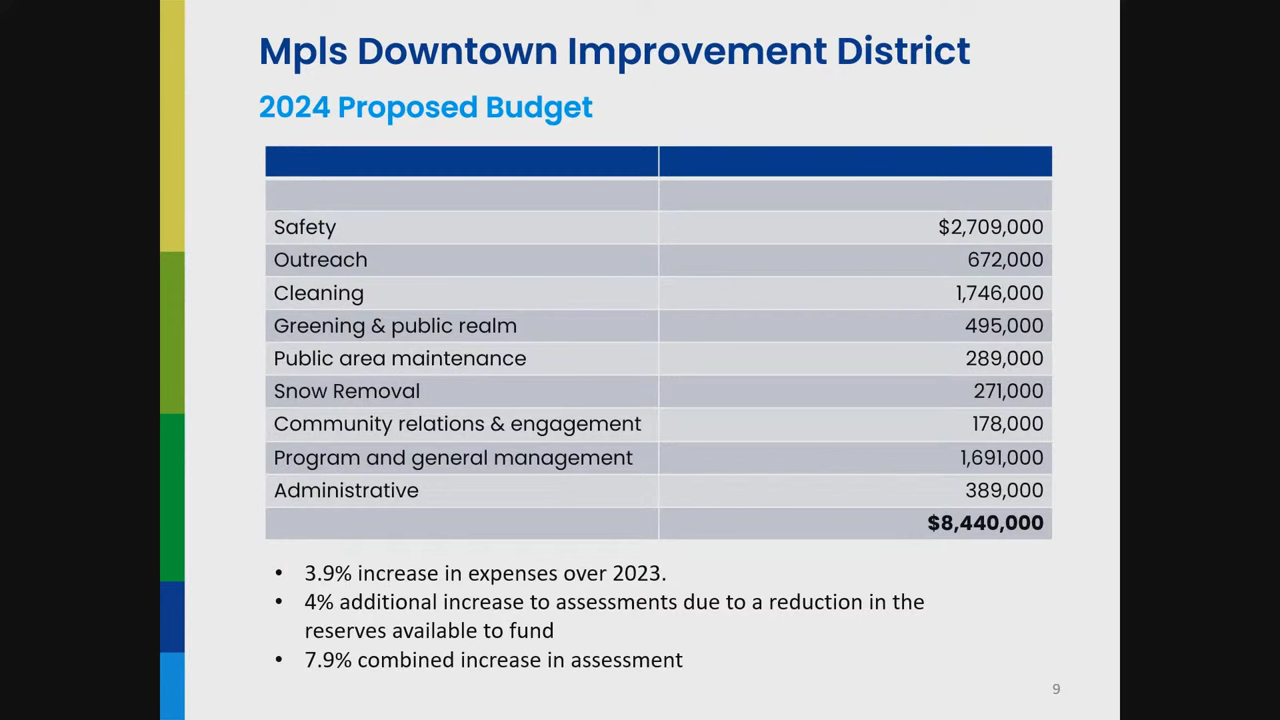 Mpls Downtown Improvement District
2024 Proposed Budget
Safety $2,709,000
Outreach 672,000
Cleaning 1,746,000
Greening & public realm 495,000
Public area maintenance 289,000
Snow Removal 271,000
Community relations & engagement 178,000
Program and general management 1,691,000
Administrative 389,000
$8,440,000
• 3.9% increase in expenses over 2023.
• 4% additional increase to assessments due to a reduction in the
reserves available to fund
• 7.9% combined increase in assessment
9